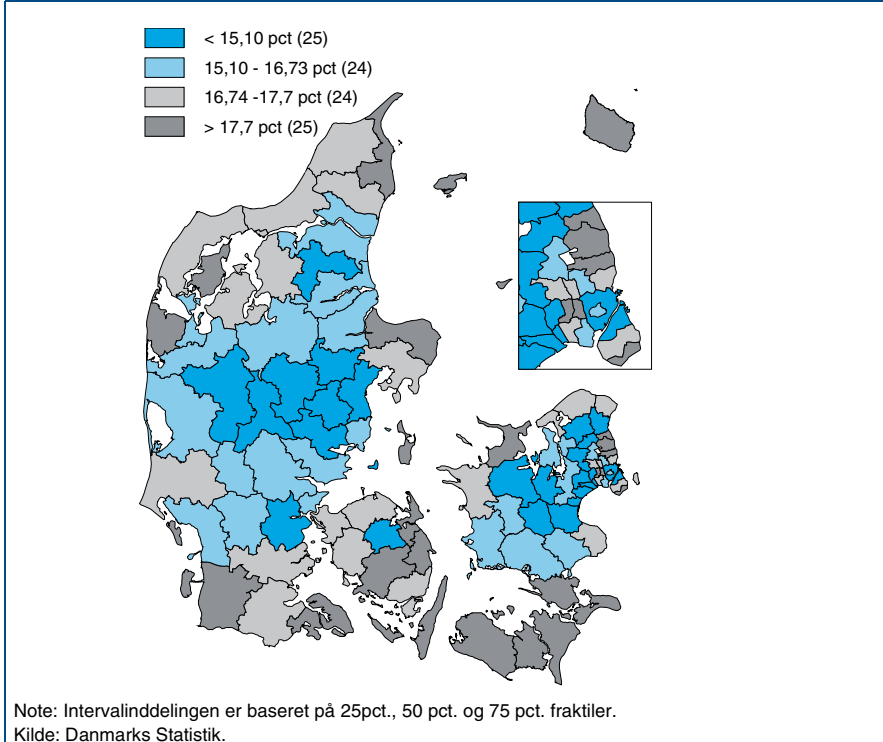 < 15,10 pct (25)
15,10 - 16,73 pct (24)
16,74 -17,7 pct (24)
> 17,7 pct (25)
Note: Intervalinddelingen er baseret på 25pct., 50 pct. og 75 pct. fraktiler.
Kilde: Danmarks Statistik.